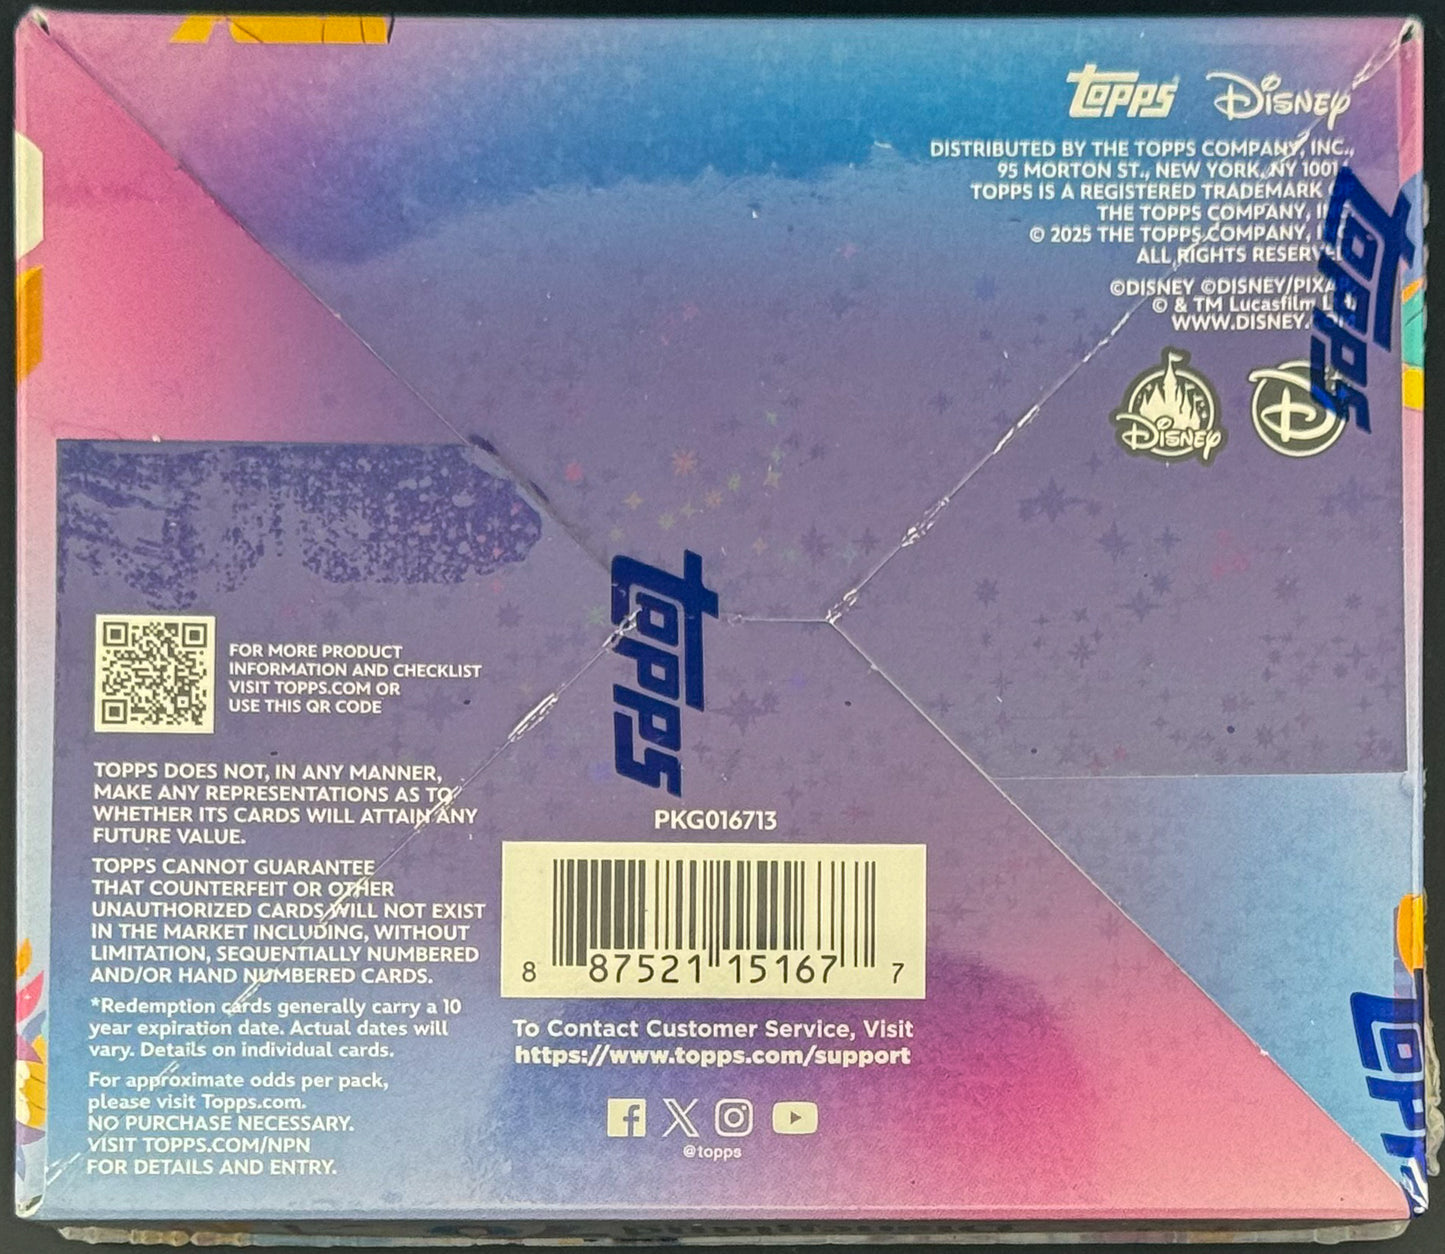 topps Disney
DISTRIBUTED BY THE TOPPS COMPANY, INC.,
95 MORTON ST., NEW YORK, NY
TOPPS IS A REGISTERED TRADEMARK
THE TOPPS COMPANY,
© 2025 THE TOPPS COMPANY,
ALL RIGHTS
©DISNEY ©DISNEY/PIXAR
© & TM Lucasfilm
WWW.DISNEY.COM
Disney
D
topps
topps
FOR MORE PRODUCT
INFORMATION AND CHECKLIST
VISIT TOPPS.COM OR
USE THIS QR CODE
TOPPS DOES NOT, IN ANY MANNER,
MAKE ANY REPRESENTATIONS AS TO
WHETHER ITS CARDS WILL ATTAIN ANY
FUTURE VALUE.
TOPPS CANNOT GUARANTEE
THAT COUNTERFEIT OR OTHER
UNAUTHORIZED CARDS WILL NOT EXIST
IN THE MARKET INCLUDING, WITHOUT
LIMITATION, SEQUENTIALLY NUMBERED
AND/OR HAND NUMBERED CARDS.
*Redemption cards generally carry a 10
year expiration date. Actual dates will
vary. Details on individual cards.
For approximate odds per pack,
please visit Topps.com.
NO PURCHASE NECESSARY.
VISIT TOPPS.COM/NPN
FOR DETAILS AND ENTRY.
PKG016713
8 87521 15167 7
To Contact Customer Service, Visit
https://www.topps.com/support
@topps